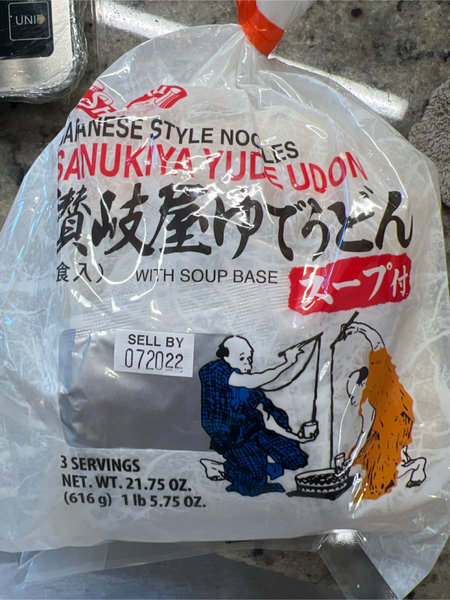 UNI
JAPANESE STYLE NOODLES
SANUKIYA YUDE UDON
讃岐屋ゆでうどん
食入)
WITH SOUP BASE
スープ付
SELL BY
072022
3 SERVINGS
NET. WT. 21.75 OZ.
(616 g) 1 lb 5.75 OZ.